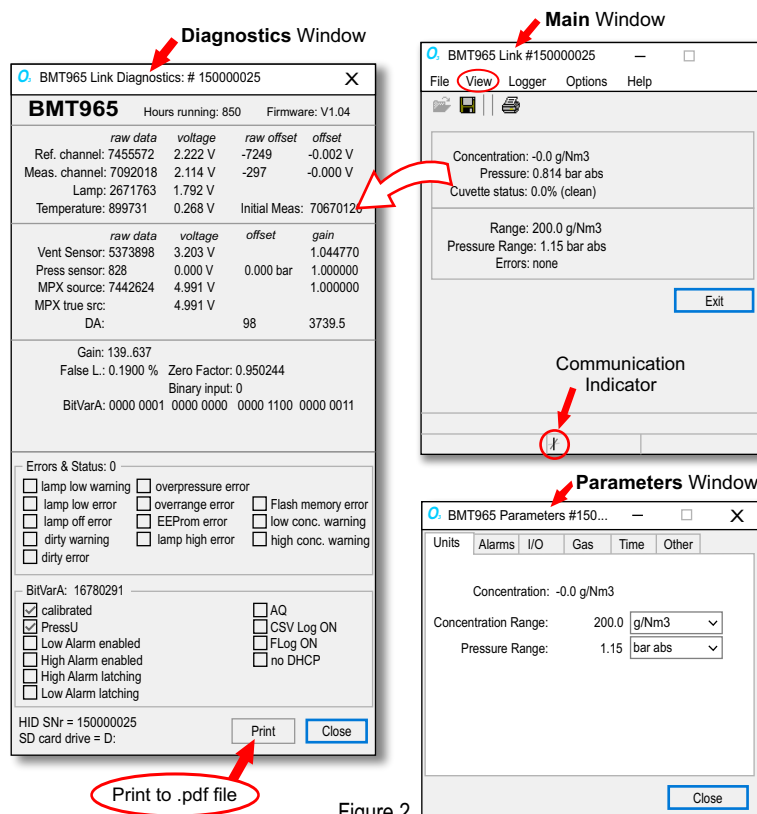 Diagnostics Window
O3 BMT965 Link Diagnostics: # 150000025 X
BMT965 Hours running: 850 Firmware: V1.04
raw data voltage raw offset offset
Ref. channel: 7455572 2.222 V -7249 -0.002 V
Meas. channel: 7092018 2.114 V -297 -0.000 V
Lamp: 2671763 1.792 V
Temperature: 899731 0.268 V Initial Meas: 7067012
raw data voltage offset gain
Vent Sensor: 5373898 3.203 V 1.044770
Press sensor: 828 0.000 V 0.000 bar 1.000000
MPX source: 7442624 4.991 V 1.000000
MPX true src: 4.991 V
DA: 98 3739.5
Gain: 139..637
False L.: 0.1900 % Zero Factor: 0.950244
Binary input: 0
BitVarA: 0000 0001 0000 0000 0000 1100 0000 0011
Errors & Status: 0
lamp low warning overpressure error
lamp low error overrange error Flash memory error
lamp off error EEProm error low conc. warning
dirty warning lamp high error high conc. warning
dirty error
BitVarA: 16780291
calibrated AQ
PressU CSV Log ON
Low Alarm enabled FLog ON
High Alarm enabled no DHCP
High Alarm latching
Low Alarm latching
HID SNr = 150000025
SD card drive = D:
Print Close
Print to .pdf file
Main Window
O3 BMT965 Link #150000025
File View Logger Options Help
Concentration: -0.0 g/Nm3
Pressure: 0.814 bar abs
Cuvette status: 0.0% (clean)
Range: 200.0 g/Nm3
Pressure Range: 1.15 bar abs
Errors: none
Exit
Communication
Indicator
Parameters Window
O3 BMT965 Parameters #150... X
Units Alarms I/O Gas Time Other
Concentration: -0.0 g/Nm3
Concentration Range: 200.0 g/Nm3
Pressure Range: 1.15 bar abs
Close
Figure 2